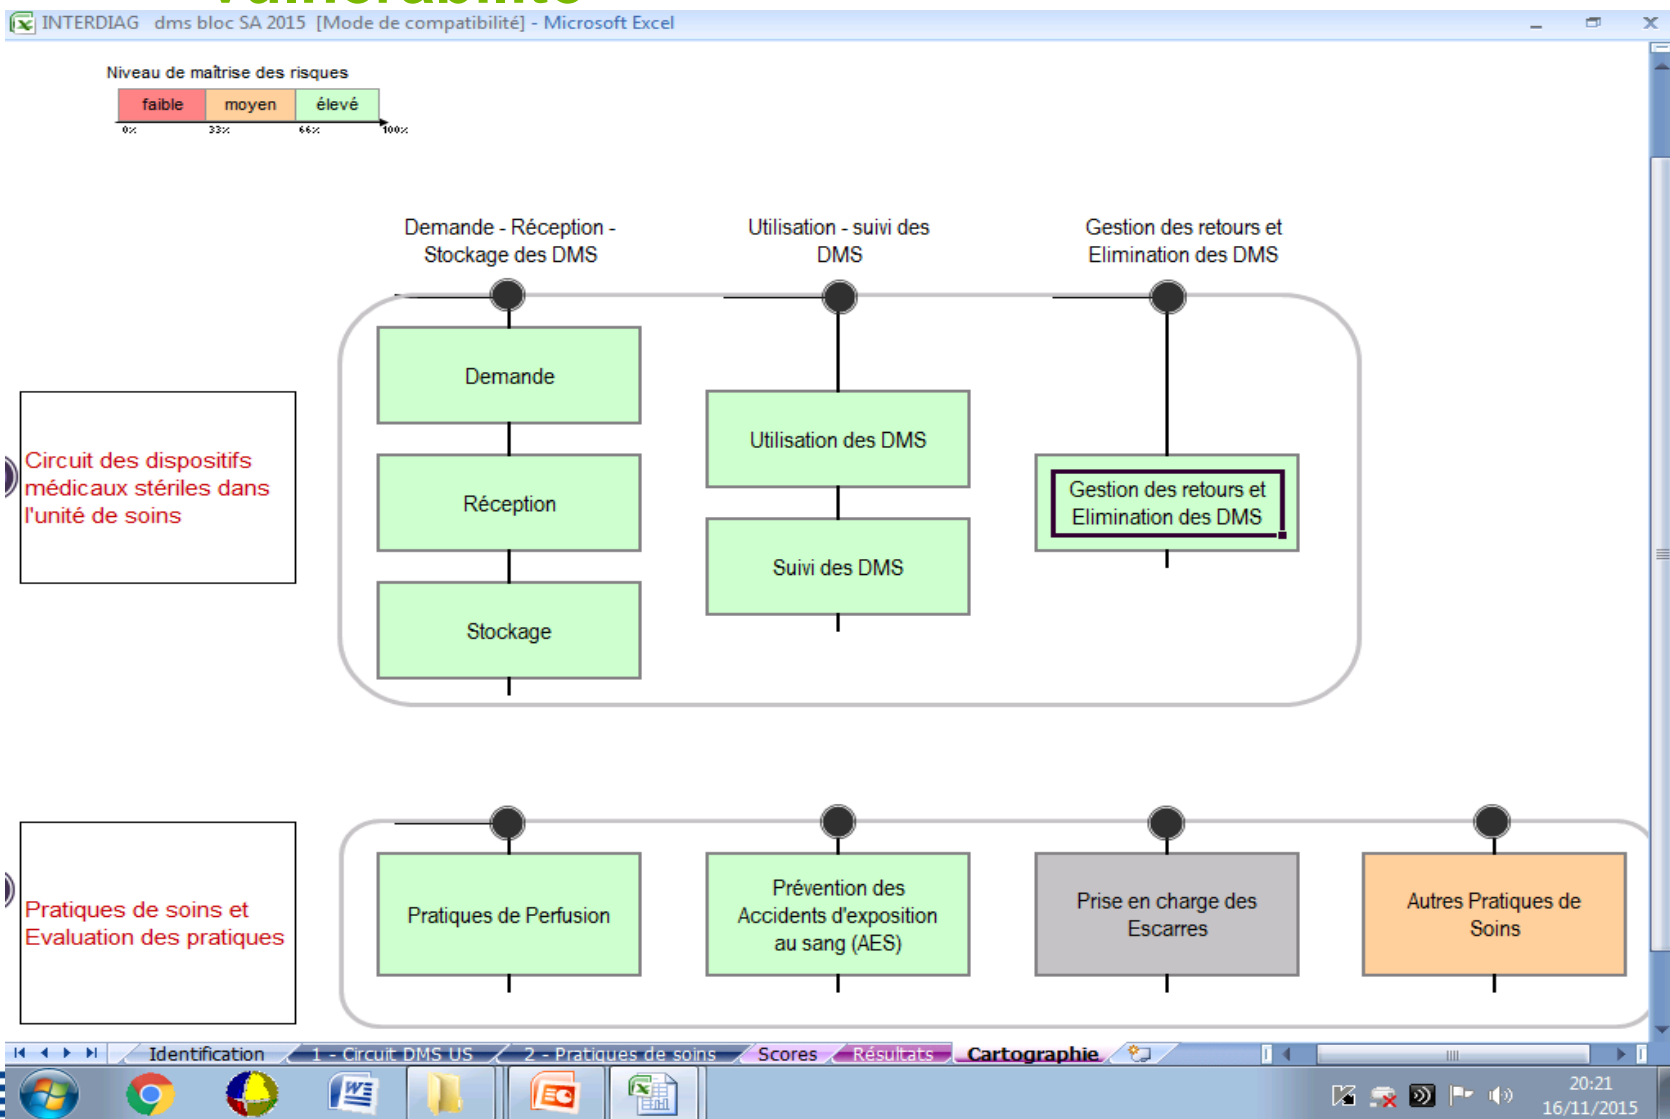 vulnérabilité
INTERDIAG dms bloc SA 2015 [Mode de compatibilité] - Microsoft Excel
Niveau de maîtrise des risques
faible moyen élevé
0% 33% 66% 100%
Demande - Réception -
Stockage des DMS
Utilisation - suivi des
DMS
Gestion des retours et
Elimination des DMS
Circuit des dispositifs
médicaux stériles dans
l'unité de soins
Demande
Réception
Stockage
Utilisation des DMS
Suivi des DMS
Gestion des retours et
Elimination des DMS
Pratiques de soins et
Evaluation des pratiques
Pratiques de Perfusion
Prévention des
Accidents d'exposition
au sang (AES)
Prise en charge des
Escarres
Autres Pratiques de
Soins
Identification 1 - Circuit DMS US 2 - Pratiques de soins Scores Résultats Cartographie
20:21
16/11/2015